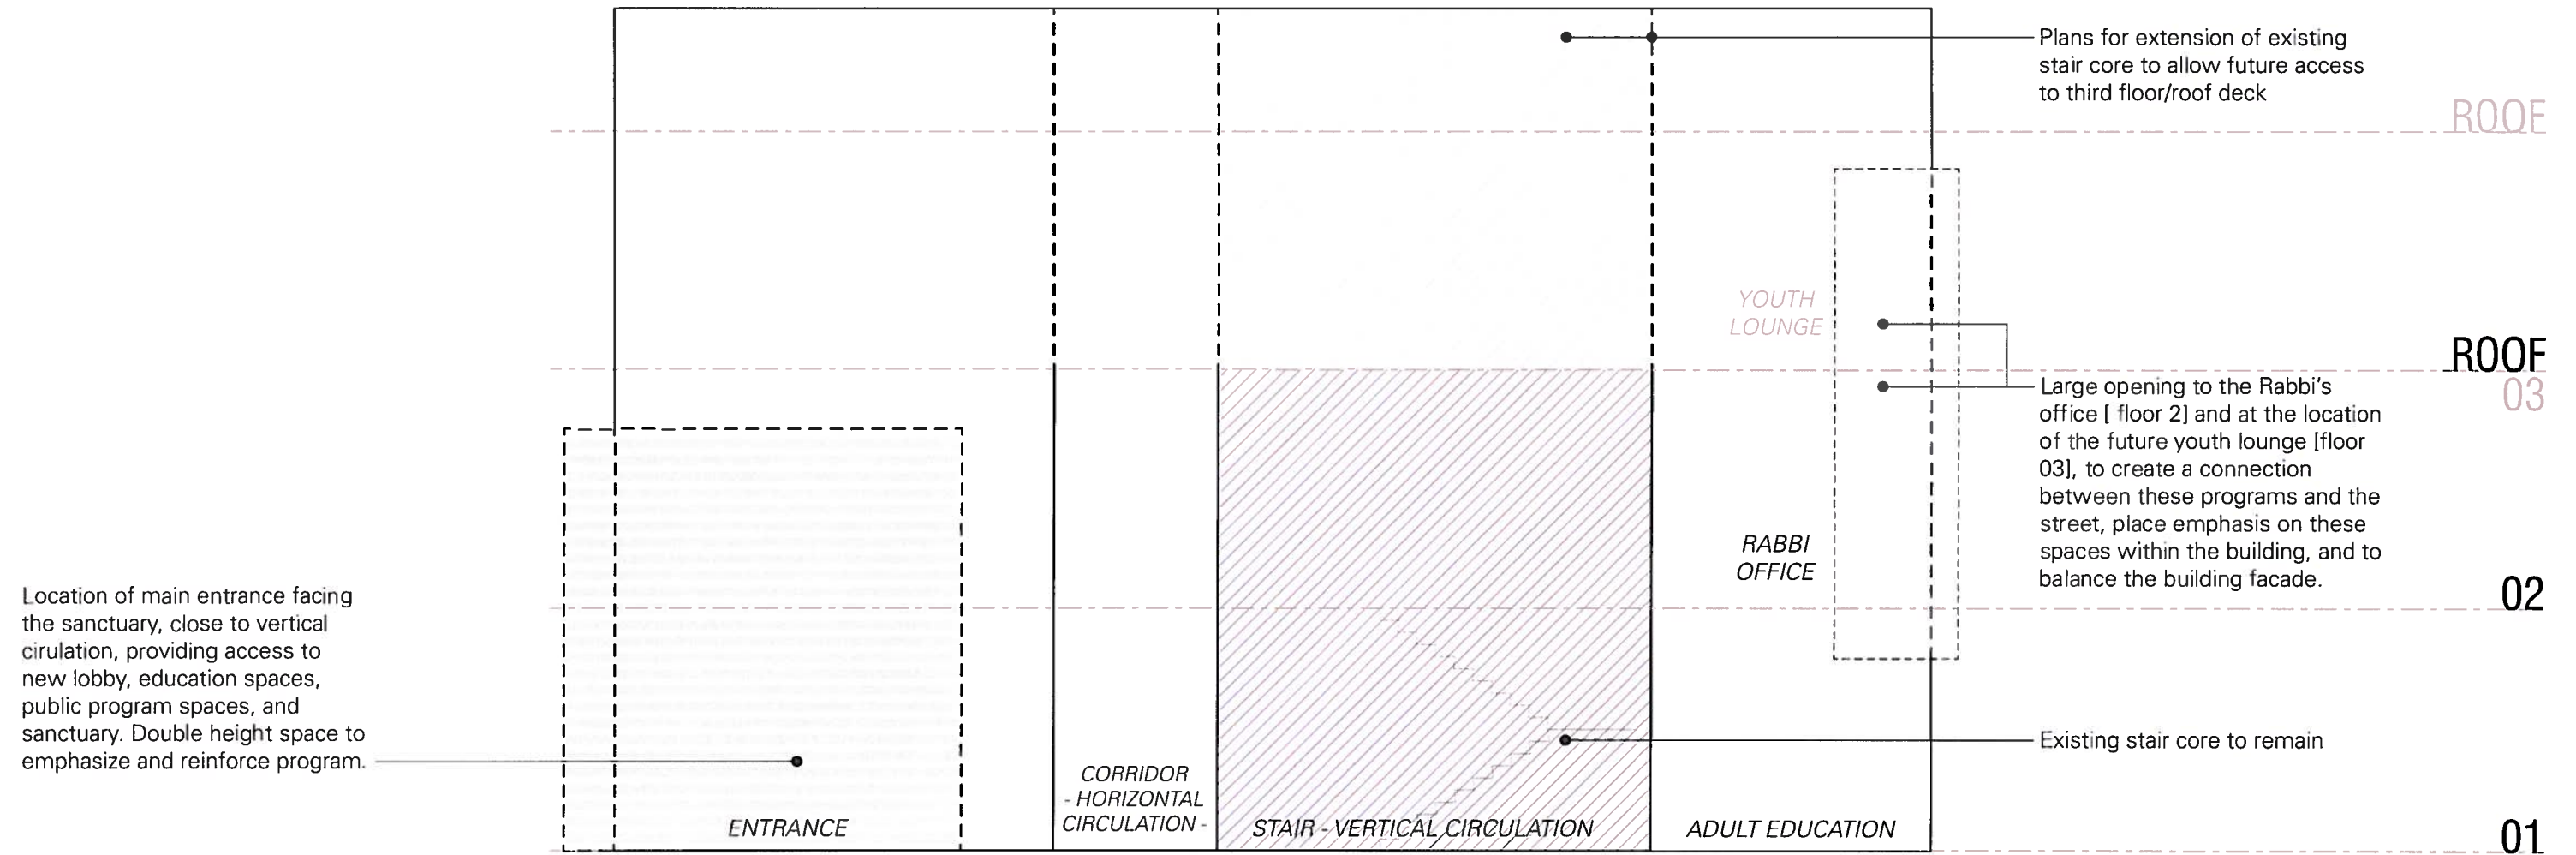 Plans for extension of existing
stair core to allow future access
to third floor/roof deck
ROOF
YOUTH
LOUNGE
ROOF
03
Large opening to the Rabbi's
office [ floor 2] and at the location
of the future youth lounge [floor
03], to create a connection
between these programs and the
street, place emphasis on these
spaces within the building, and to
balance the building facade.
RABBI
OFFICE
02
Location of main entrance facing
the sanctuary, close to vertical
cirulation, providing access to
new lobby, education spaces,
public program spaces, and
sanctuary. Double height space to
emphasize and reinforce program.
Existing stair core to remain
ENTRANCE
CORRIDOR
- HORIZONTAL
CIRCULATION -
STAIR - VERTICAL CIRCULATION
ADULT EDUCATION
01